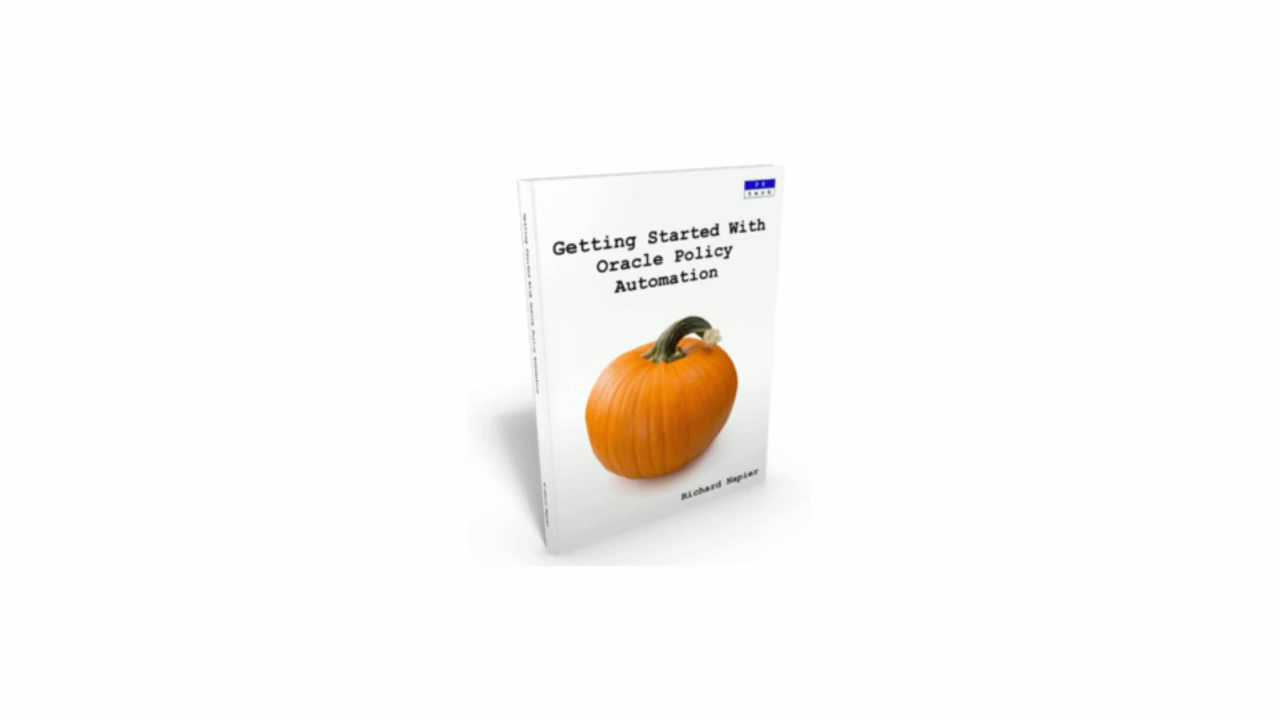 Getting Started With
Oracle Policy
Automation
Richard Napier